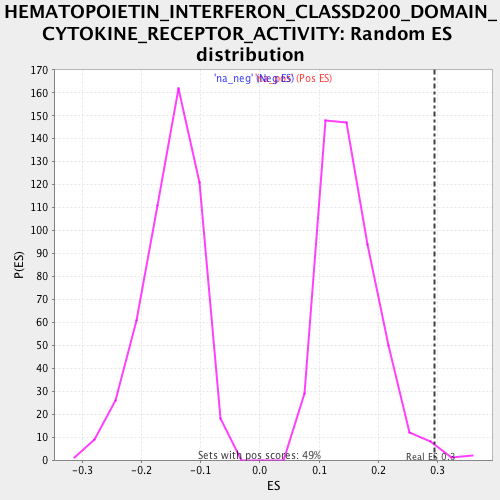 HEMATOPOIETIN_INTERFERON_CLASSD200_DOMAIN_
CYTOKINE_RECEPTOR_ACTIVITY: Random ES
distribution
'na_neg' (Neg ES)
'na_pos' (Pos ES)
170
160
150
140
130
120
110
100
90
80
70
60
50
40
30
20
10
0
P(ES)
Sets with pos scores: 49%
Real ES 0.3
-0.3 -0.2 -0.1 0.0 0.1 0.2 0.3
ES